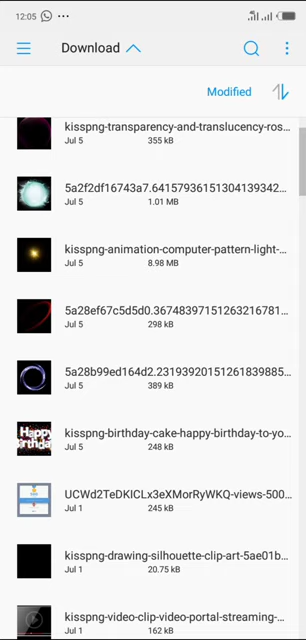 12:05
Download
Modified
kisspng-transparency-and-translucency-ros...
Jul 5 355 kB
5a2f2df16743a7.64157936151304139342...
Jul 5 1.01 MB
kisspng-animation-computer-pattern-light-...
Jul 5 8.98 MB
5a28ef67c5d5d0.36748397151263216781...
Jul 5 298 kB
5a28b99ed164d2.23193920151261839885...
Jul 5 389 kB
Happy
Birthday
kisspng-birthday-cake-happy-birthday-to-yo...
Jul 5 248 kB
UCWd2TeDKICLx3eXMorRyWKQ-views-500...
Jul 1 245 kB
kisspng-drawing-silhouette-clip-art-5ae01b...
Jul 1 20.75 kB
kisspng-video-clip-video-portal-streaming-...
Jul 1 162 kB